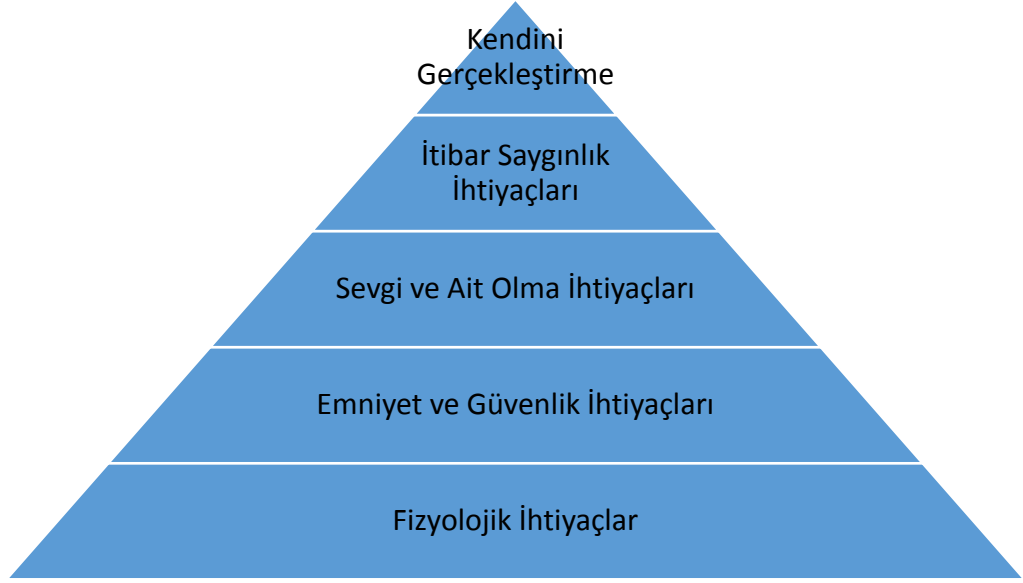 Kendini
Gerçekleştirme
İtibar Saygınlık
İhtiyaçları
Sevgi ve Ait Olma İhtiyaçları
Emniyet ve Güvenlik İhtiyaçları
Fizyolojik İhtiyaçlar